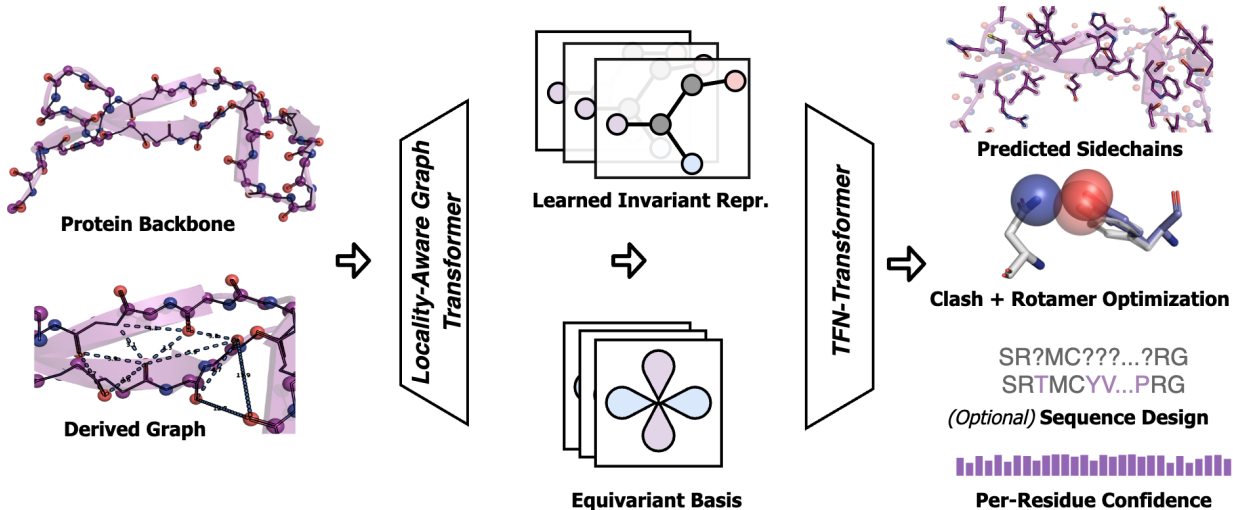 Protein Backbone
Derived Graph
Locality-Aware Graph
Transformer
Learned Invariant Repr.
Equivariant Basis
TFN-Transformer
Predicted Sidechains
Clash + Rotamer Optimization
SR?MC???...?RG
SRTMCYV...PRG
(Optional) Sequence Design
Per-Residue Confidence